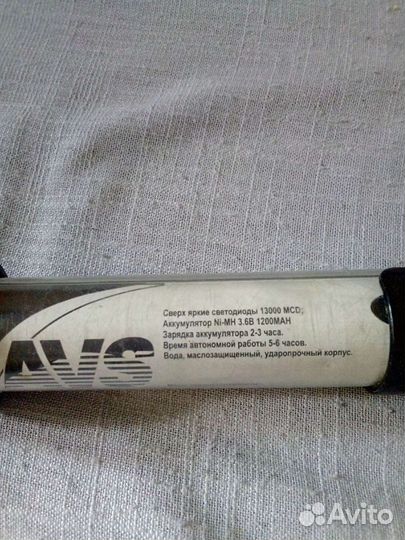 AVS
Сверх яркие светодиоды 13000 MCD;
Аккумулятор Ni-MH 3.6В 1200MAH
Зарядка аккумулятора 2-3 часа.
Время автономной работы 5-6 часов.
Вода, маслозащищенный, ударопрочный корпус.
Avito